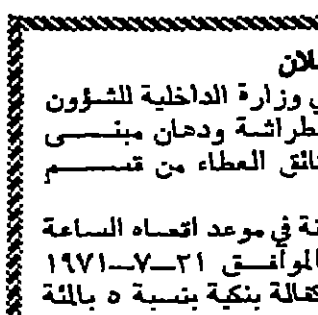 لان
ي وزارة الداخلية للشؤون
طراشة ودهان مبنى
ثائق العطاء من قسم
نة في موعد اقصاه الساعة
الموافق ٢١–٧–١٩٧١
كفالة بنكية بنسبة ٥ بالمئة